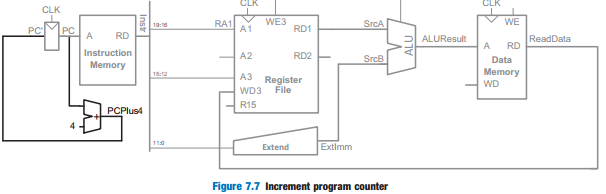 CLK
CLK
CLK
PC'
PC
A
RD
Instruction
Memory
Instr
19:16
RA1
A1
WE3
RD1
SrcA
ALU
ALUResult
A
RD
WE
ReadData
Data
Memory
WD
A2
RD2
SrcB
15:12
A3
WD3
Register
File
R15
PCPlus4
4
+
11:0
Extend
ExtImm
Figure 7.7 Increment program counter